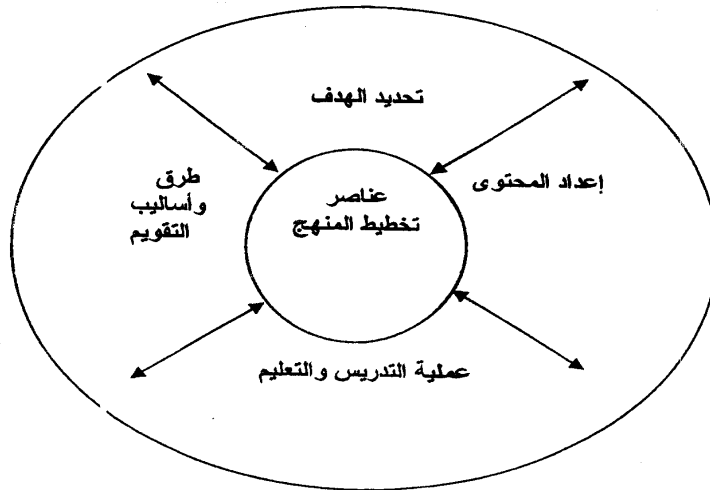 تحديد الهدف
إعداد المحتوى
عناصر
تخطيط المنهج
طرق
وأساليب
التقويم
عملية التدريس والتعليم